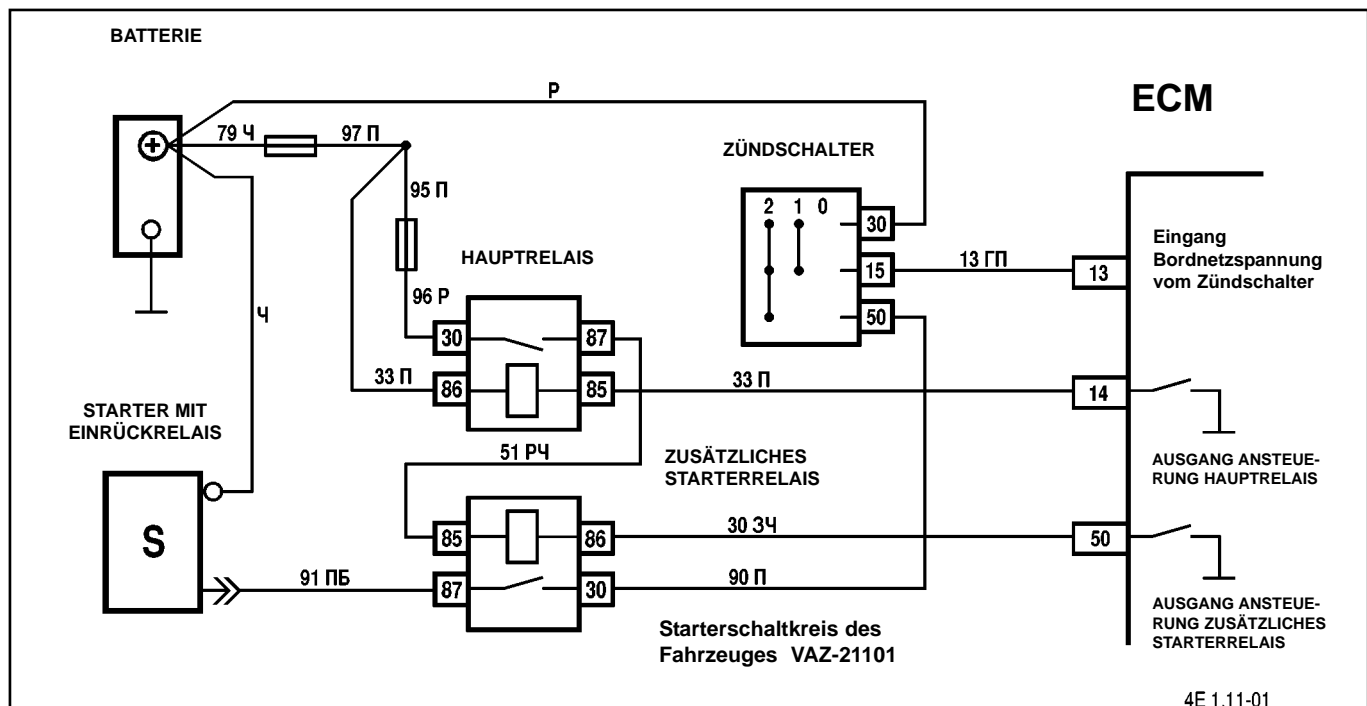 BATTERIE
P
ECM
79 Ч
97 П
ZÜNDSCHALTER
95 П
2 1 0
30
Eingang
Bordnetzspannung
vom Zündschalter
HAUPTRELAIS
15
13 ГП
13
96 Р
50
Ч
30
87
33 П
86
85
33 П
14
STARTER MIT
EINRÜCKRELAIS
51 РЧ
ZUSÄTZLICHES
STARTERRELAIS
AUSGANG ANSTEUE-
RUNG HAUPTRELAIS
S
85
86
30 ЗЧ
50
91 ПБ
87
30
90 П
Starterschaltkreis des
Fahrzeuges VAZ-21101
AUSGANG ANSTEUE-
RUNG ZUSÄTZLICHES
STARTERRELAIS
4E 1.11-01